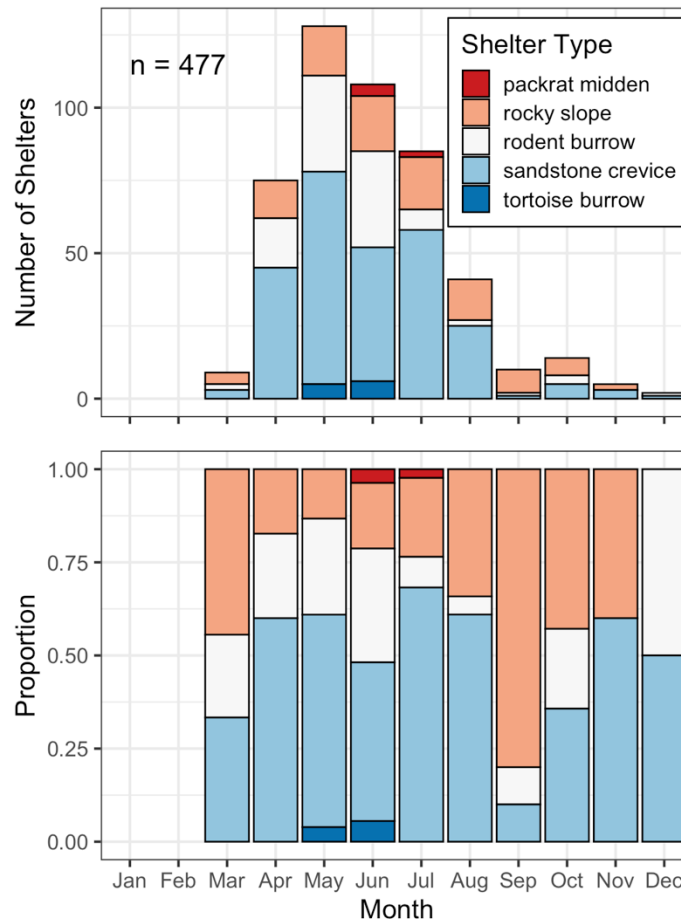 n = 477
Shelter Type
packrat midden
rocky slope
rodent burrow
sandstone crevice
tortoise burrow
Number of Shelters
100
50
0
Proportion
1.00
0.75
0.50
0.25
0.00
Jan Feb Mar Apr May Jun Jul Aug Sep Oct Nov Dec
Month